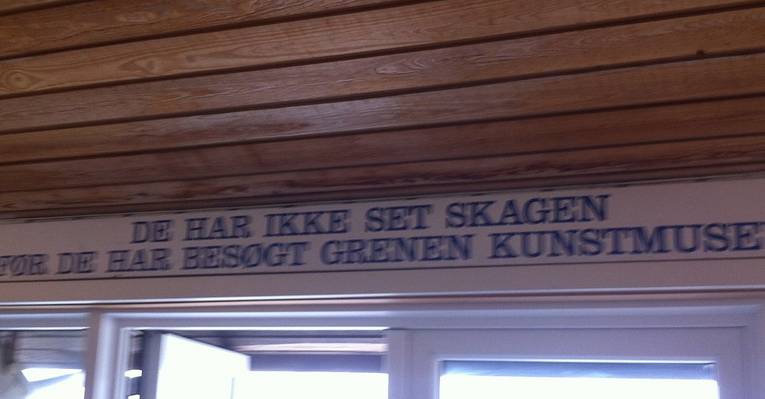 DE HAR IKKE SET SKAGEN
FØR DE HAR BESØGT GRENEN KUNSTMUSE